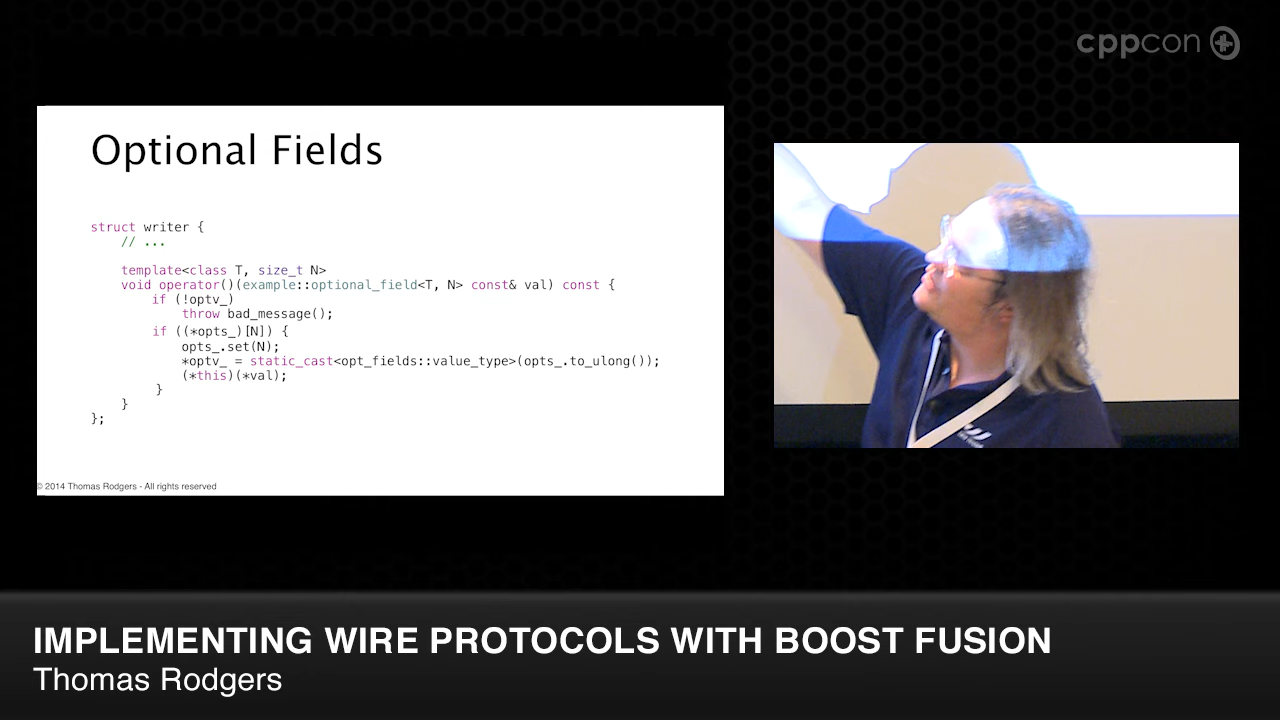 cppcon
Optional Fields
struct writer {
// ...
template<class T, size_t N>
void operator()(example::optional_field<T, N> const& val) const {
if (!optv_)
throw bad_message();
if ((*opts_)[N]) {
opts_.set(N);
*optv_ = static_cast<opt_fields::value_type>(opts_.to_ulong());
(*this)(*val);
}
}
};
© 2014 Thomas Rodgers - All rights reserved
IMPLEMENTING WIRE PROTOCOLS WITH BOOST FUSION
Thomas Rodgers